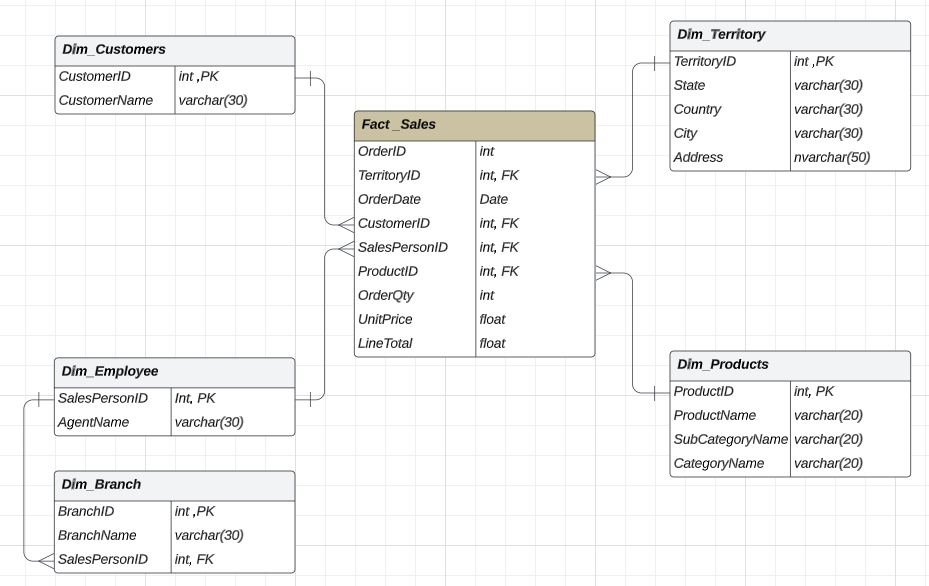 Dim_Customers
CustomerID int ,PK
CustomerName varchar(30)
Fact _Sales
OrderID int
TerritoryID int, FK
OrderDate Date
CustomerID int, FK
SalesPersonID int, FK
ProductID int, FK
OrderQty int
UnitPrice float
LineTotal float
Dim_Territory
TerritoryID int ,PK
State varchar(30)
Country varchar(30)
City varchar(30)
Address nvarchar(50)
Dim_Employee
SalesPersonID Int, PK
AgentName varchar(30)
Dim_Branch
BranchID int ,PK
BranchName varchar(30)
SalesPersonID int, FK
Dim_Products
ProductID int, PK
ProductName varchar(20)
SubCategoryName varchar(20)
CategoryName varchar(20)